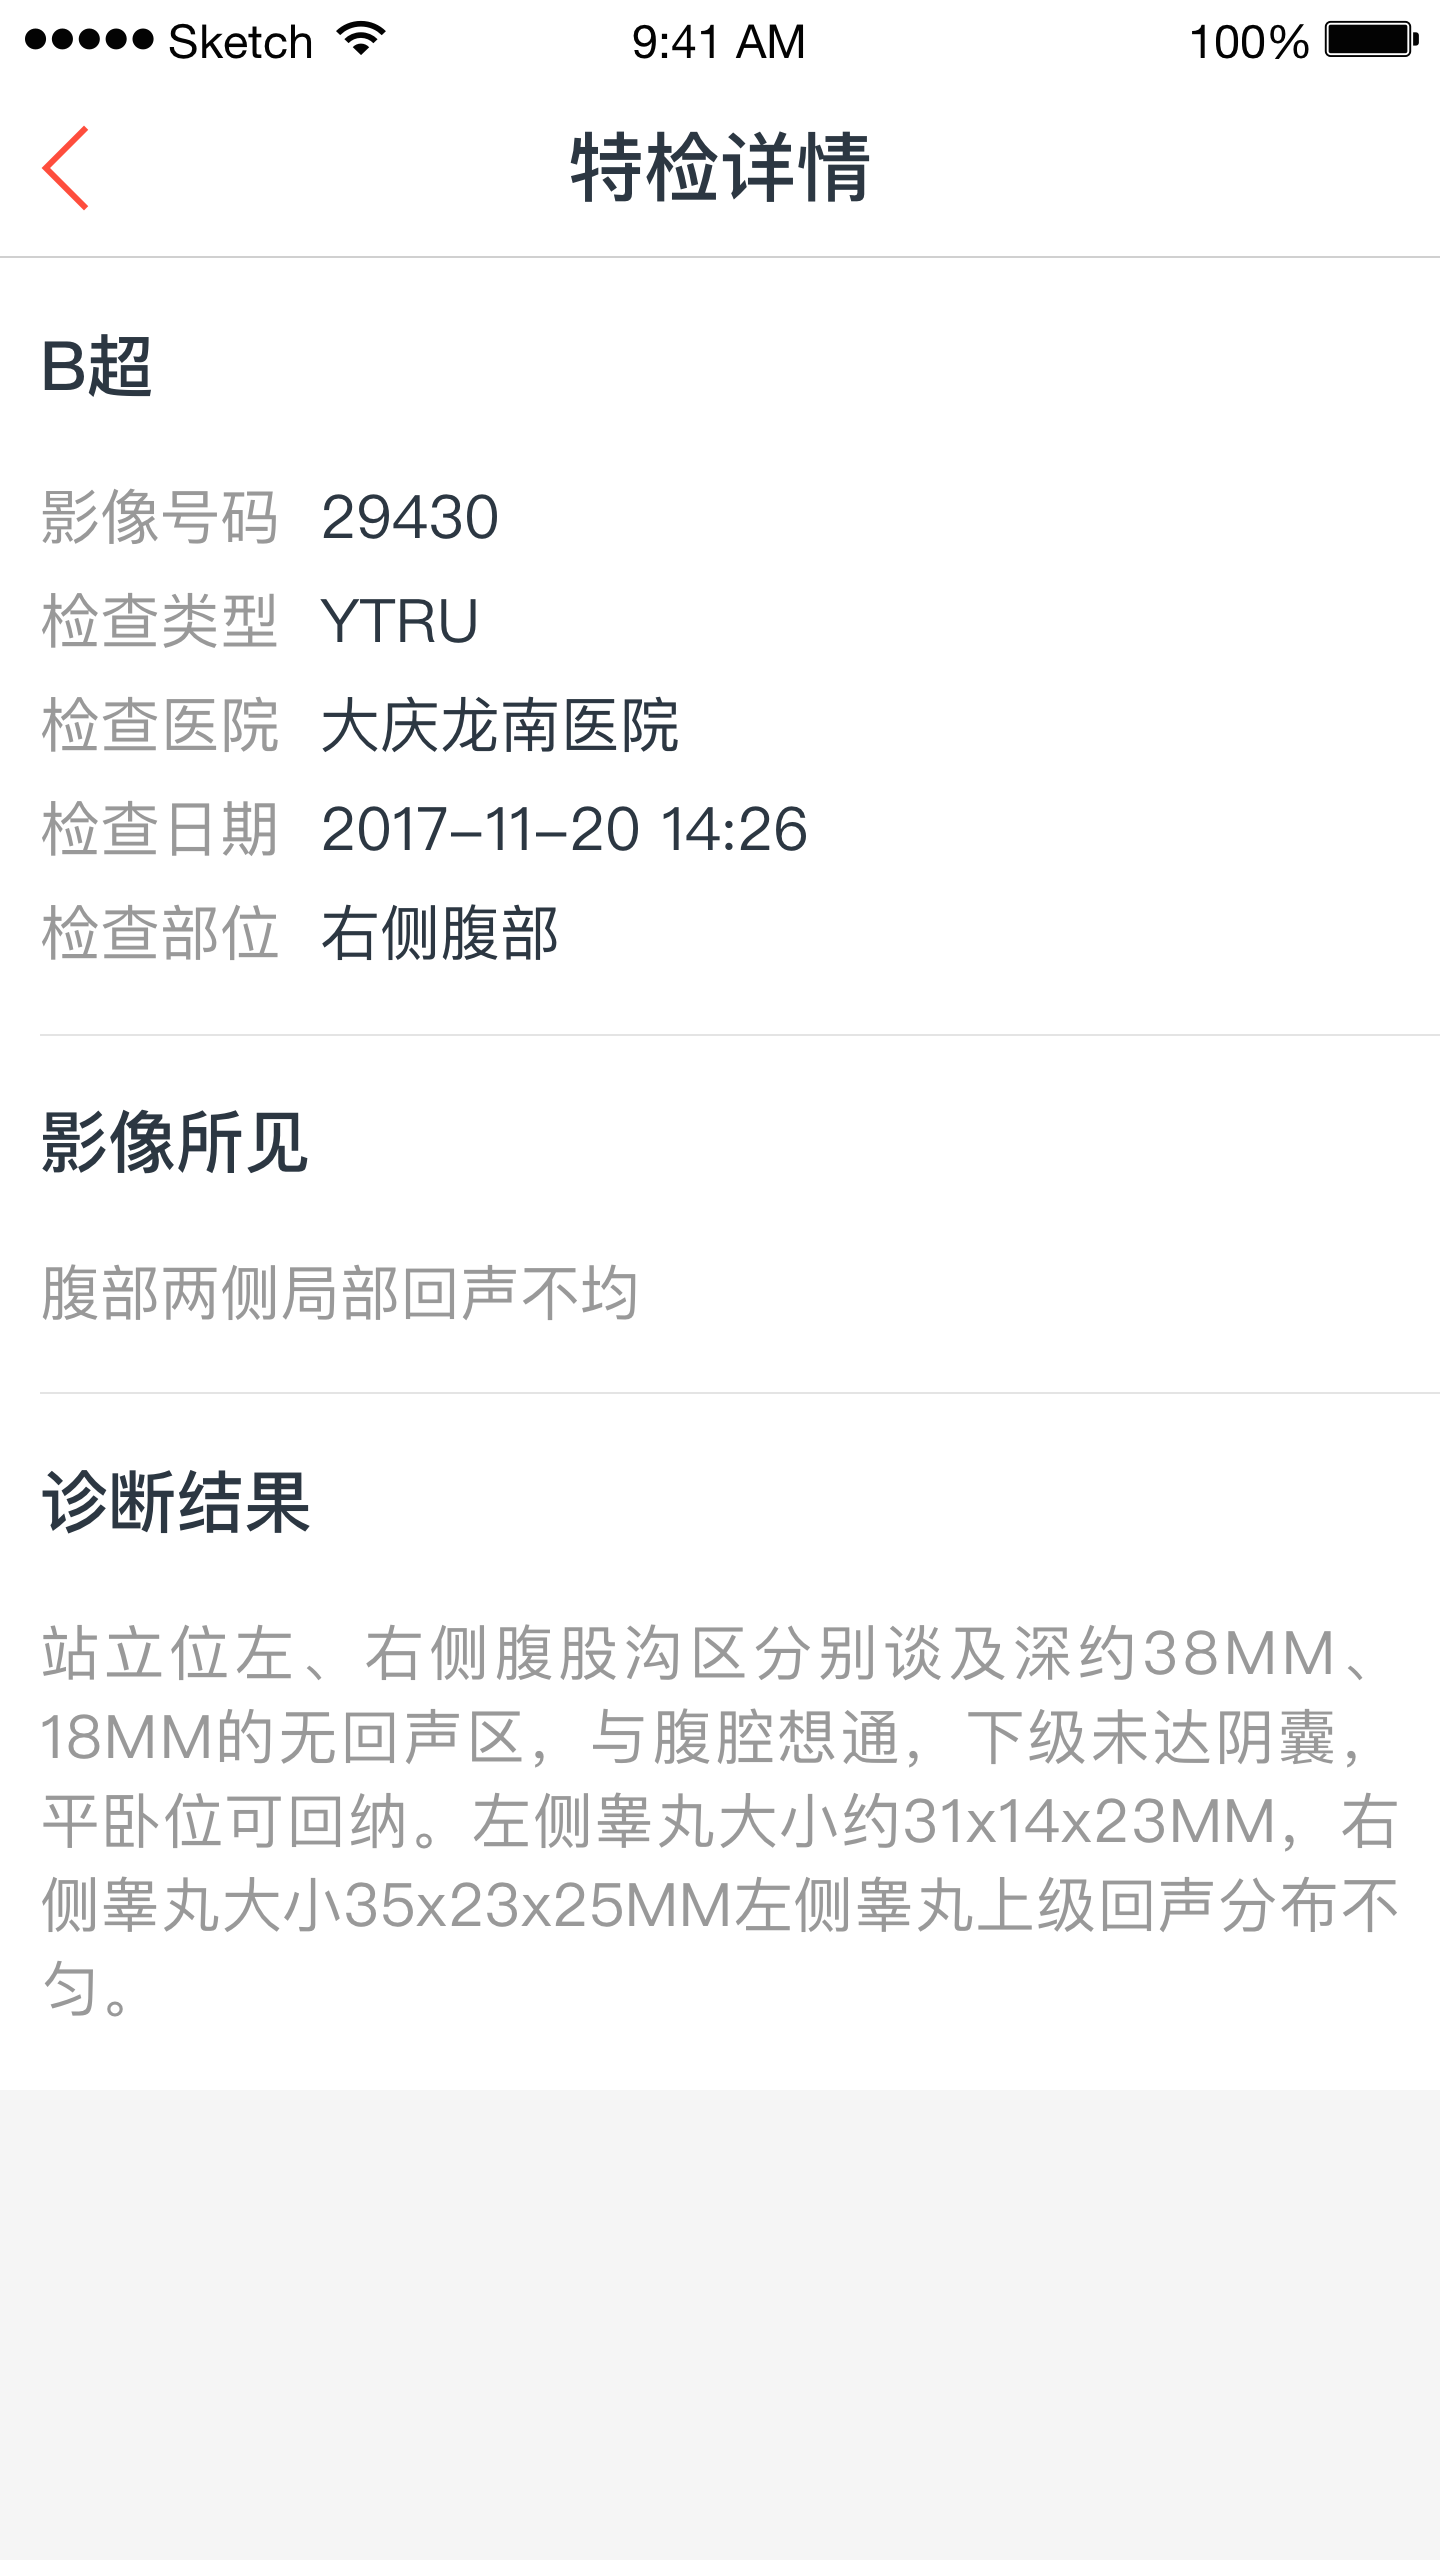 ●●●●● Sketch 9:41 AM 100%
特检详情
B超
影像号码 29430
检查类型 YTRU
检查医院 大庆龙南医院
检查日期 2017-11-20 14:26
检查部位 右侧腹部
影像所见
腹部两侧局部回声不均
诊断结果
站立位左、右侧腹股沟区分别谈及深约38MM、
18MM的无回声区，与腹腔想通，下级未达阴囊，
平卧位可回纳。左侧睾丸大小约31x14x23MM，右
侧睾丸大小35x23x25MM左侧睾丸上级回声分布不
匀。